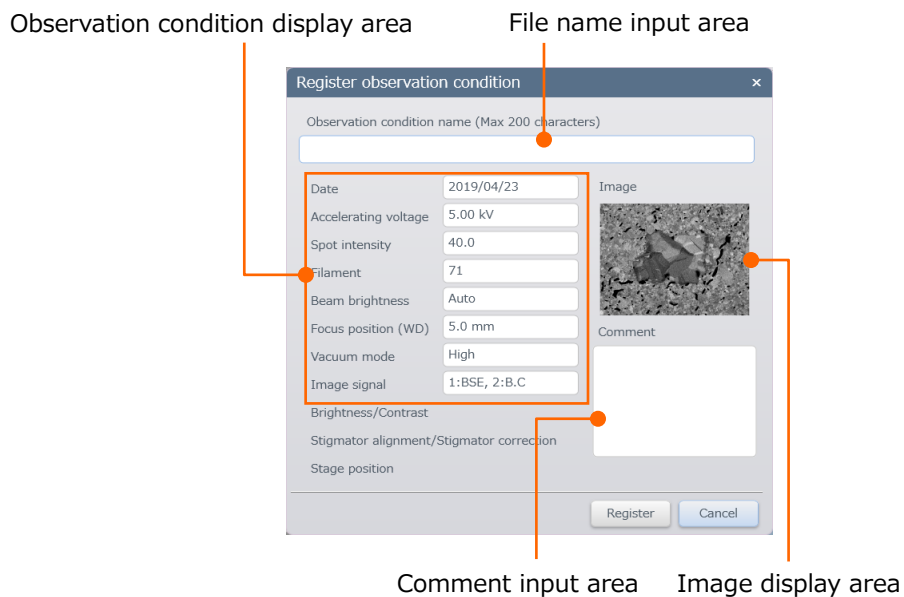 Observation condition display area
File name input area
Register observation condition ×
Observation condition name (Max 200 characters)
Date 2019/04/23
Image
Accelerating voltage 5.00 kV
Spot intensity 40.0
Filament 71
Beam brightness Auto
Focus position (WD) 5.0 mm
Comment
Vacuum mode High
Image signal 1:BSE, 2:B.C
Brightness/Contrast
Stigmator alignment/Stigmator correction
Stage position
Register Cancel
Comment input area
Image display area